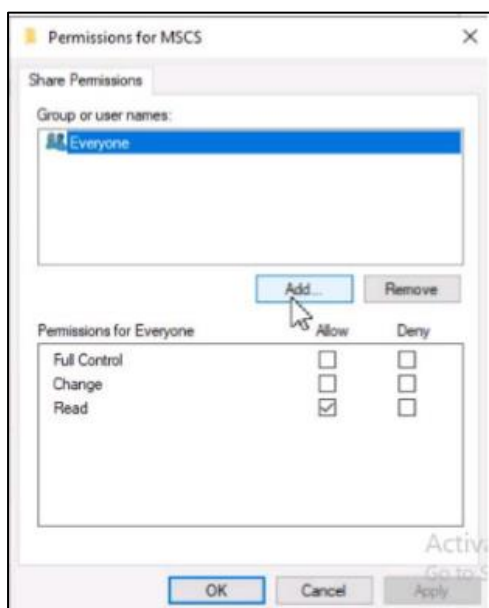 Permissions for MSCS
Share Permissions
Group or user names:
Everyone
Add...
Remove
Permissions for Everyone Allow Deny
Full Control
Change
Read
Activ
Go to S
OK Cancel Apply